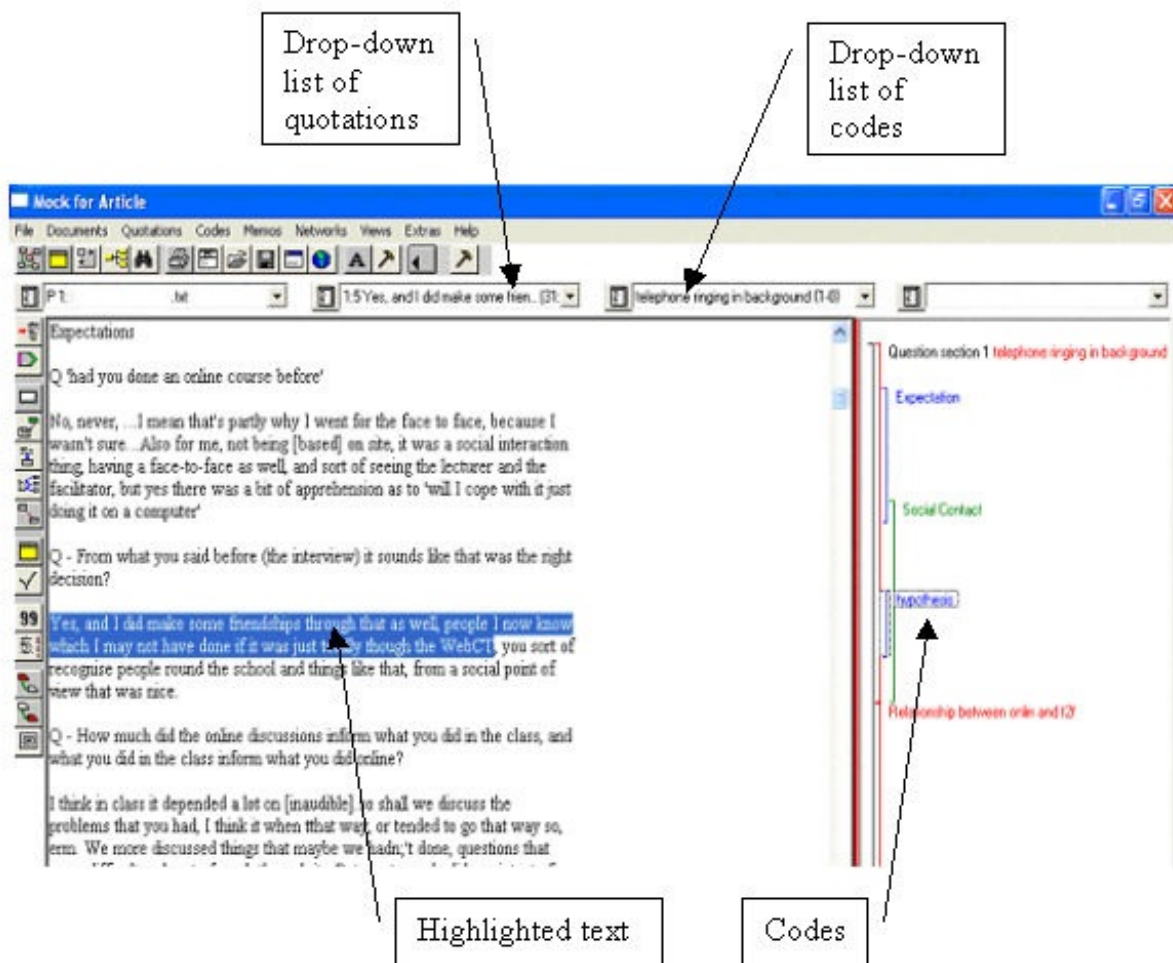 Drop-down
list of
quotations
Drop-down
list of
codes
Mock for Article
File Documents Quotations Codes Memos Networks Views Extras Help
P 1: .txt
1:5 Yes, and I did make some frien.. (31:
telephone ringing in background {1-0}
Expectations
Q 'had you done an online course before'
No, never, ...I mean that's partly why I went for the face to face, because I
wasn't sure...Also for me, not being [based] on site, it was a social interaction
thing, having a face-to-face as well, and sort of seeing the lecturer and the
facilitator, but yes there was a bit of apprehension as to 'will I cope with it just
doing it on a computer'
Q - From what you said before (the interview) it sounds like that was the right
decision?
Yes, and I did make some friendships through that as well, people I now know
which I may not have done if it was just though the WebCT, you sort of
recognise people round the school and things like that, from a social point of
view that was nice.
Q - How much did the online discussions inform what you did in the class, and
what you did in the class inform what you did online?
I think in class it depended a lot on [inaudible] so shall we discuss the
problems that you had, I think it when tthat way, or tended to go that way so,
erm. We more discussed things that maybe we hadn;'t done, questions that
Question section 1 telephone ringing in background
Expectation
Social Contact
hypothesis
Relationship between onlin and f2f
99
A
Highlighted text
Codes